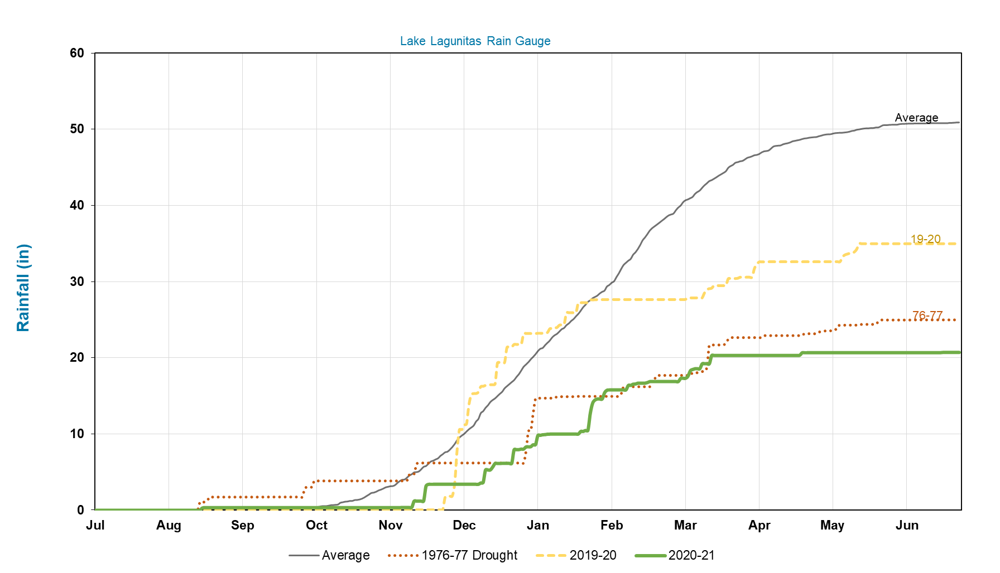 Lake Lagunitas Rain Gauge
60
50
40
30
20
10
0
Rainfall (in)
Average
19-20
76-77
Jul Aug Sep Oct Nov Dec Jan Feb Mar Apr May Jun
Average 1976-77 Drought 2019-20 2020-21